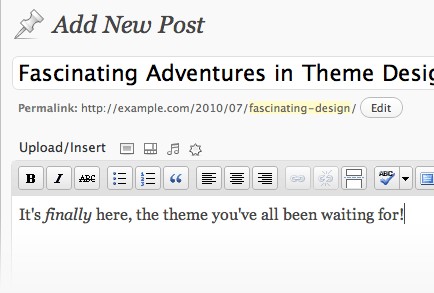 Add New Post
Fascinating Adventures in Theme Desig
Permalink: http://example.com/2010/07/fascinating-design/ Edit
Upload/Insert
B I ABC ABC
It's finally here, the theme you've all been waiting for!